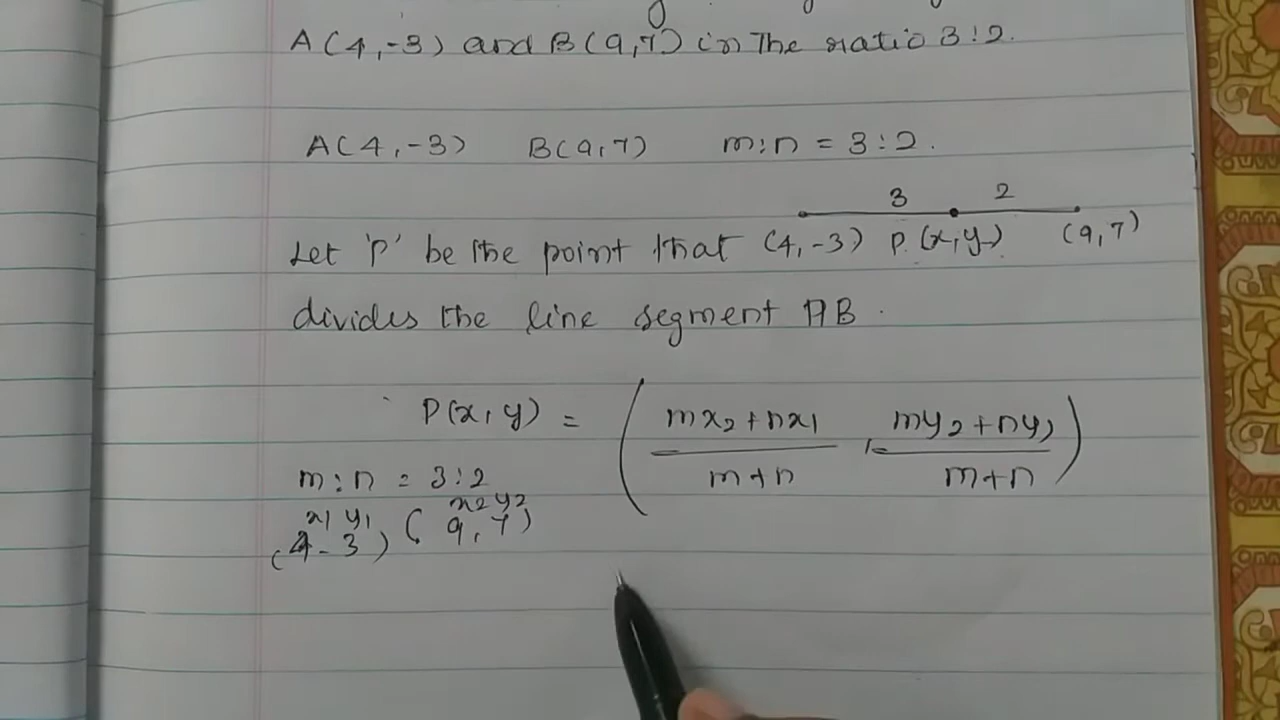 A(4,-3) and B(9,7) in the ratio 3:2.
A(4,-3) B(9,7) m:n = 3:2.
3 2
Let 'P' be the point that (4,-3) P(x,y) (9,7)
divides the line segment AB.
P(x,y) = ( mx2+nx1 / m+n , my2+ny1 / m+n )
m:n = 3:2
x1 y1 x2 y2
(4-3) (9,7)